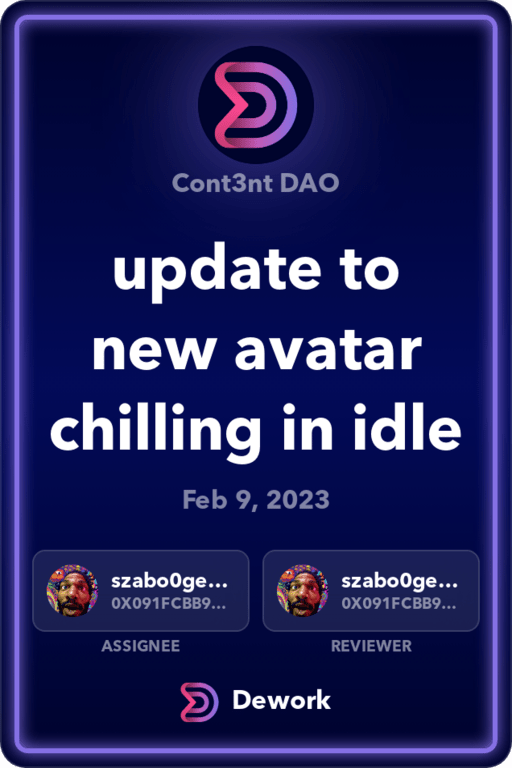 Cont3nt DAO
update to
new avatar
chilling in idle
Feb 9, 2023
szabo0ge...
0X091FCBB9...
ASSIGNEE
szabo0ge...
0X091FCBB9...
REVIEWER
Dework